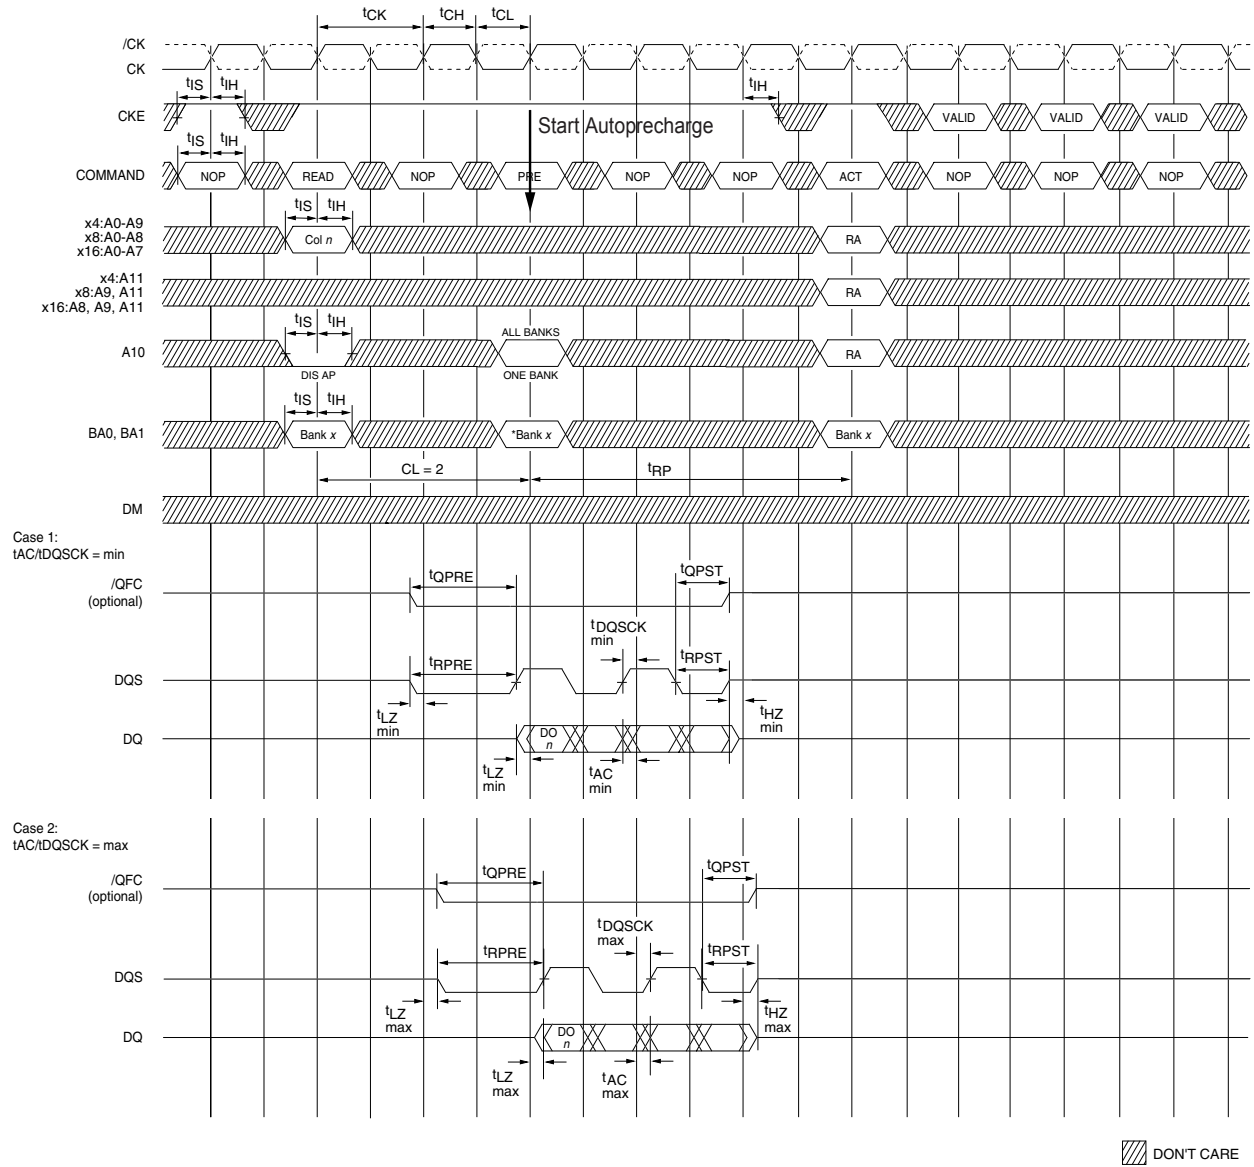 tCK tCH tCL
/CK
CK
tIS tIH tIH
CKE VALID VALID VALID
Start Autoprecharge
tIS tIH
COMMAND NOP READ NOP PRE NOP NOP ACT NOP NOP NOP
tIS tIH
x4:A0-A9
x8:A0-A8
x16:A0-A7
Col n RA
x4:A11
x8:A9, A11
x16:A8, A9, A11
RA
tIS tIH
ALL BANKS
A10 RA
DIS AP ONE BANK
tIS tIH
BA0, BA1 Bank x *Bank x Bank x
CL = 2 tRP
DM
Case 1:
tAC/tDQSCK = min
tQPRE tQPST
/QFC
(optional)
tDQSCK
min
tRPRE tRPST
DQS
tLZ
min
tHZ
min
DQ DO
n
tLZ
min
tAC
min
Case 2:
tAC/tDQSCK = max
tQPRE tQPST
/QFC
(optional)
tDQSCK
max
tRPRE tRPST
DQS
tLZ
max
tHZ
max
DQ DO
n
tLZ
max
tAC
max
DON'T CARE